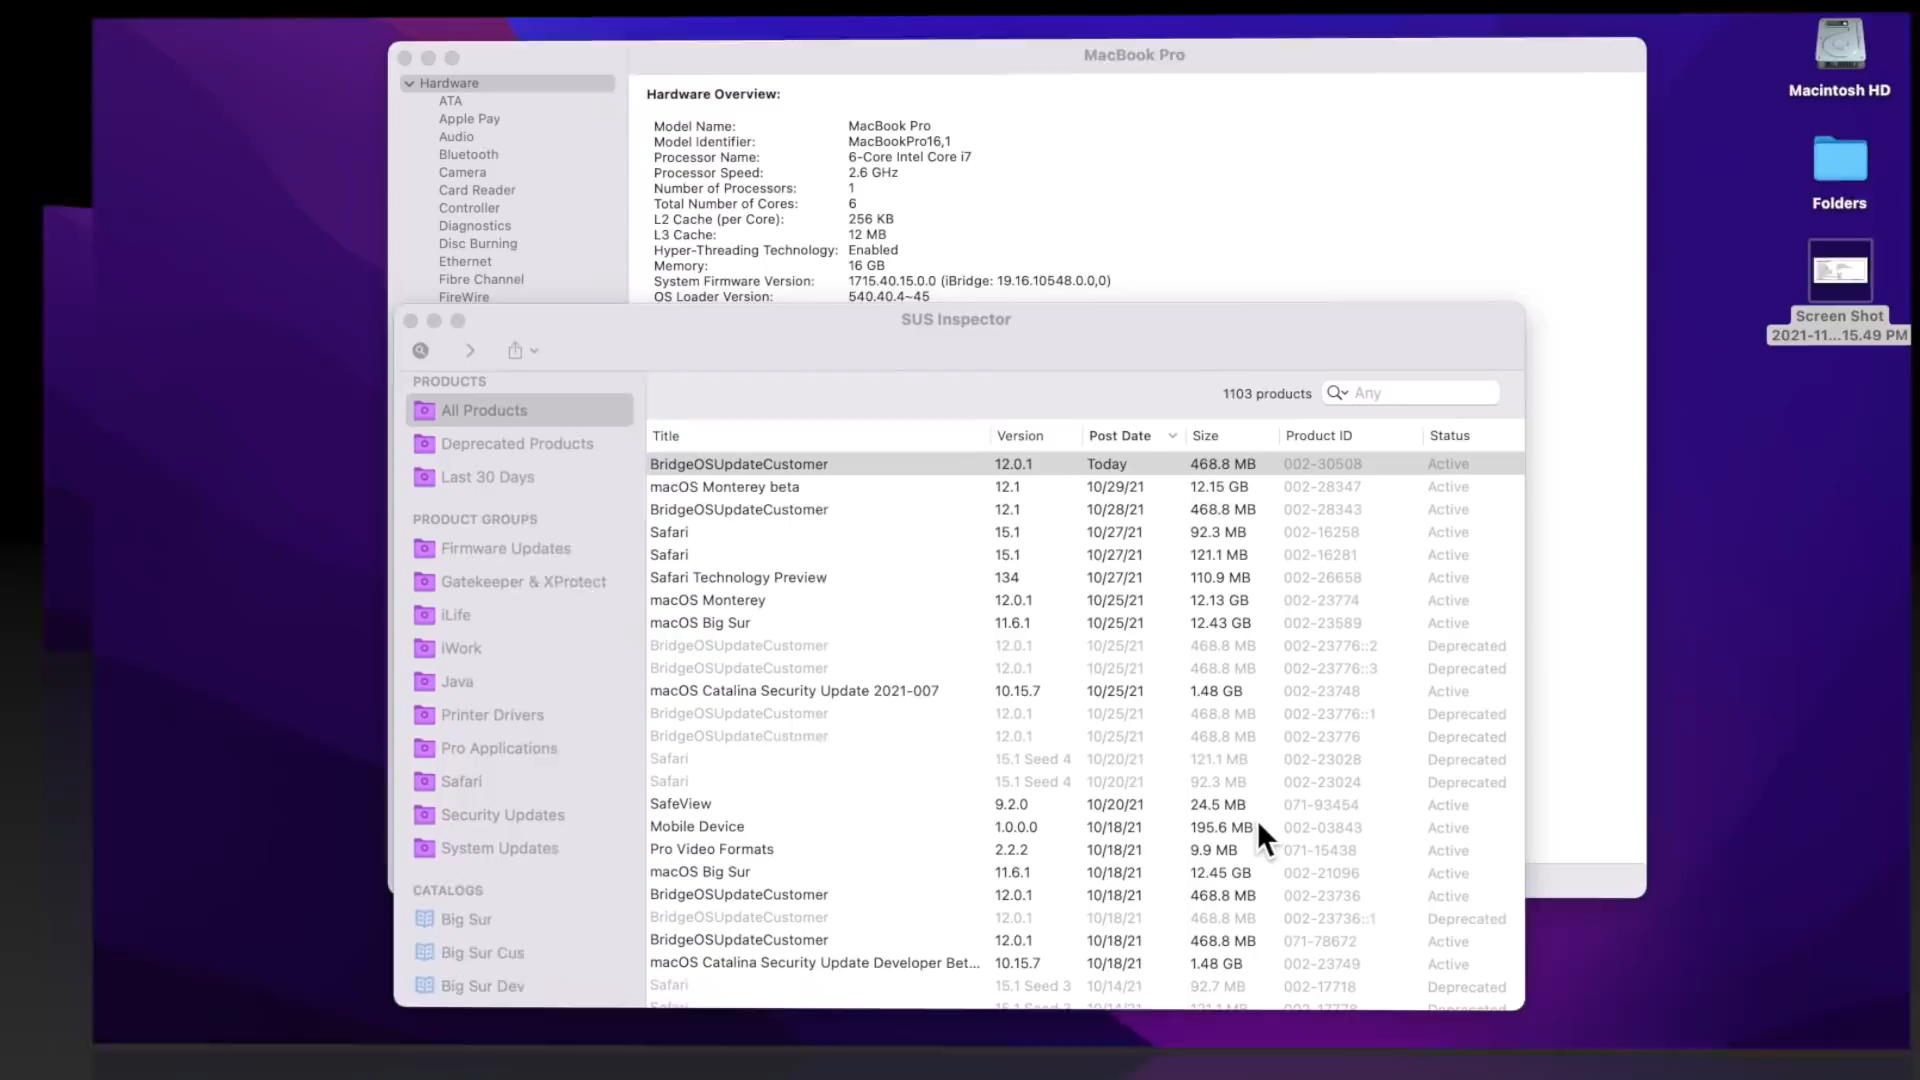 MacBook Pro
Hardware
ATA
Apple Pay
Audio
Bluetooth
Camera
Card Reader
Controller
Diagnostics
Disc Burning
Ethernet
Fibre Channel
FireWire
Hardware Overview:
Model Name: MacBook Pro
Model Identifier: MacBookPro16,1
Processor Name: 6-Core Intel Core i7
Processor Speed: 2.6 GHz
Number of Processors: 1
Total Number of Cores: 6
L2 Cache (per Core): 256 KB
L3 Cache: 12 MB
Hyper-Threading Technology: Enabled
Memory: 16 GB
System Firmware Version: 1715.40.15.0.0 (iBridge: 19.16.10548.0.0,0)
OS Loader Version: 540.40.4~45
Macintosh HD
Folders
Screen Shot
2021-11...15.49 PM
SUS Inspector
PRODUCTS
All Products
Deprecated Products
Last 30 Days
PRODUCT GROUPS
Firmware Updates
Gatekeeper & XProtect
iLife
iWork
Java
Printer Drivers
Pro Applications
Safari
Security Updates
System Updates
CATALOGS
Big Sur
Big Sur Cus
Big Sur Dev
1103 products Any
Title Version Post Date Size Product ID Status
BridgeOSUpdateCustomer 12.0.1 Today 468.8 MB 002-30508 Active
macOS Monterey beta 12.1 10/29/21 12.15 GB 002-28347 Active
BridgeOSUpdateCustomer 12.1 10/28/21 468.8 MB 002-28343 Active
Safari 15.1 10/27/21 92.3 MB 002-16258 Active
Safari 15.1 10/27/21 121.1 MB 002-16281 Active
Safari Technology Preview 134 10/27/21 110.9 MB 002-26658 Active
macOS Monterey 12.0.1 10/25/21 12.13 GB 002-23774 Active
macOS Big Sur 11.6.1 10/25/21 12.43 GB 002-23589 Active
BridgeOSUpdateCustomer 12.0.1 10/25/21 468.8 MB 002-23776::2 Deprecated
BridgeOSUpdateCustomer 12.0.1 10/25/21 468.8 MB 002-23776::3 Deprecated
macOS Catalina Security Update 2021-007 10.15.7 10/25/21 1.48 GB 002-23748 Active
BridgeOSUpdateCustomer 12.0.1 10/25/21 468.8 MB 002-23776::1 Deprecated
BridgeOSUpdateCustomer 12.0.1 10/25/21 468.8 MB 002-23776 Deprecated
Safari 15.1 Seed 4 10/20/21 121.1 MB 002-23028 Deprecated
Safari 15.1 Seed 4 10/20/21 92.3 MB 002-23024 Deprecated
SafeView 9.2.0 10/20/21 24.5 MB 071-93454 Active
Mobile Device 1.0.0.0 10/18/21 195.6 MB 002-03843 Active
Pro Video Formats 2.2.2 10/18/21 9.9 MB 071-15438 Active
macOS Big Sur 11.6.1 10/18/21 12.45 GB 002-21096 Active
BridgeOSUpdateCustomer 12.0.1 10/18/21 468.8 MB 002-23736 Active
BridgeOSUpdateCustomer 12.0.1 10/18/21 468.8 MB 002-23736::1 Deprecated
BridgeOSUpdateCustomer 12.0.1 10/18/21 468.8 MB 071-78672 Active
macOS Catalina Security Update Developer Bet... 10.15.7 10/18/21 1.48 GB 002-23749 Active
Safari 15.1 Seed 3 10/14/21 92.7 MB 002-17718 Deprecated